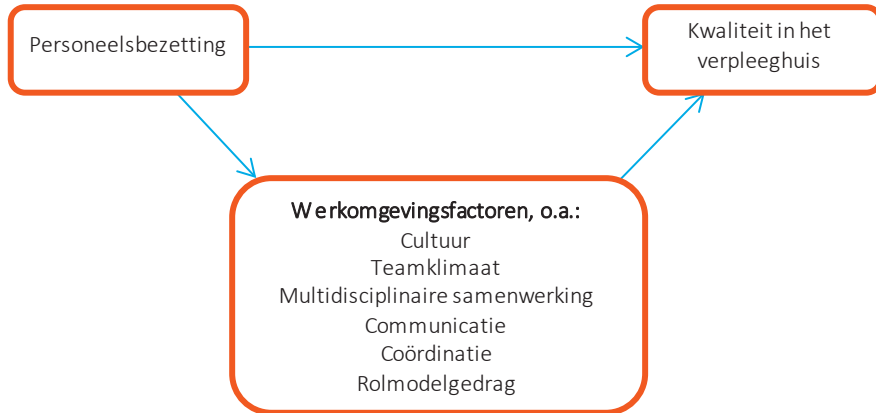 Personeelsbezetting
Kwaliteit in het
verpleeghuis
Werkomgevingsfactoren, o.a.:
Cultuur
Teamklimaat
Multidisciplinaire samenwerking
Communicatie
Coördinatie
Rolmodelgedrag